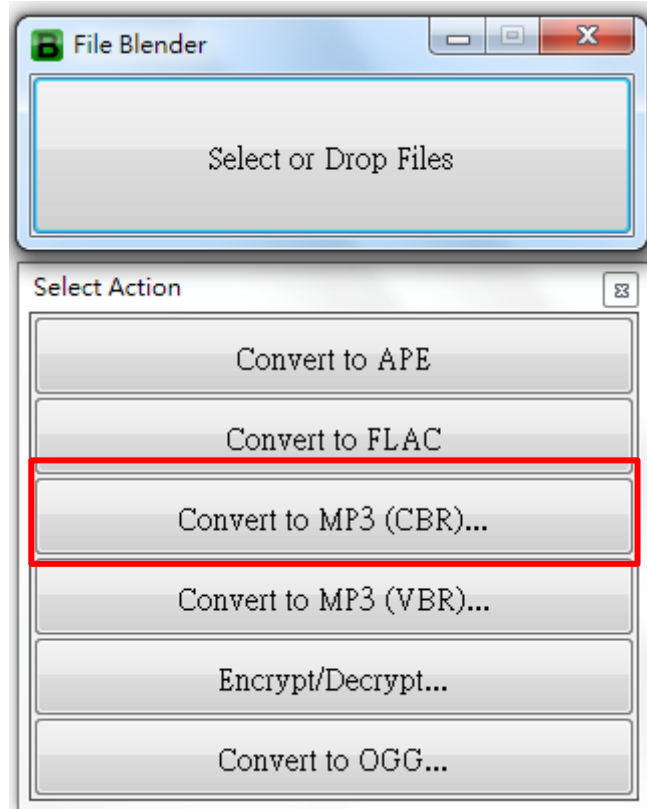 File Blender
Select or Drop Files
Select Action
Convert to APE
Convert to FLAC
Convert to MP3 (CBR)...
Convert to MP3 (VBR)...
Encrypt/Decrypt...
Convert to OGG...